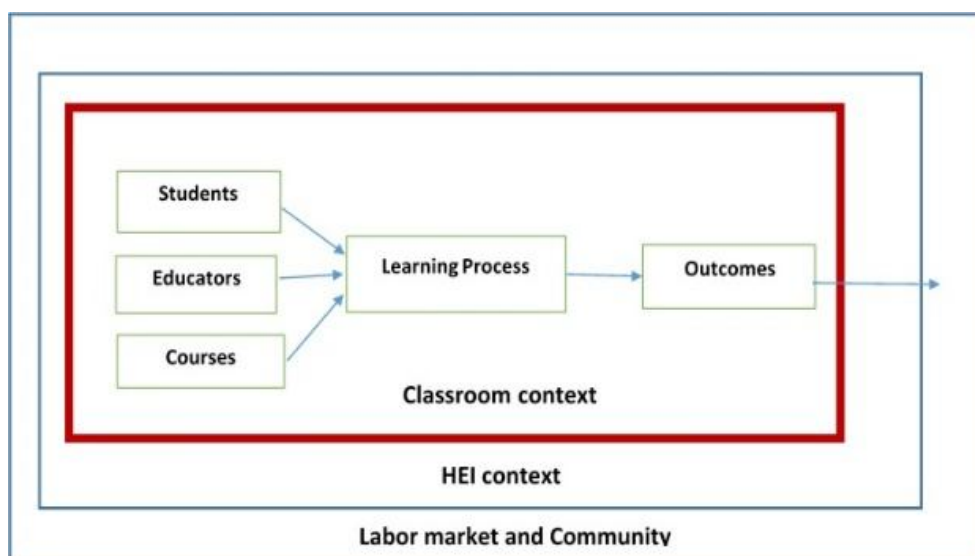 Students
Educators
Courses
Learning Process
Outcomes
Classroom context
HEI context
Labor market and Community